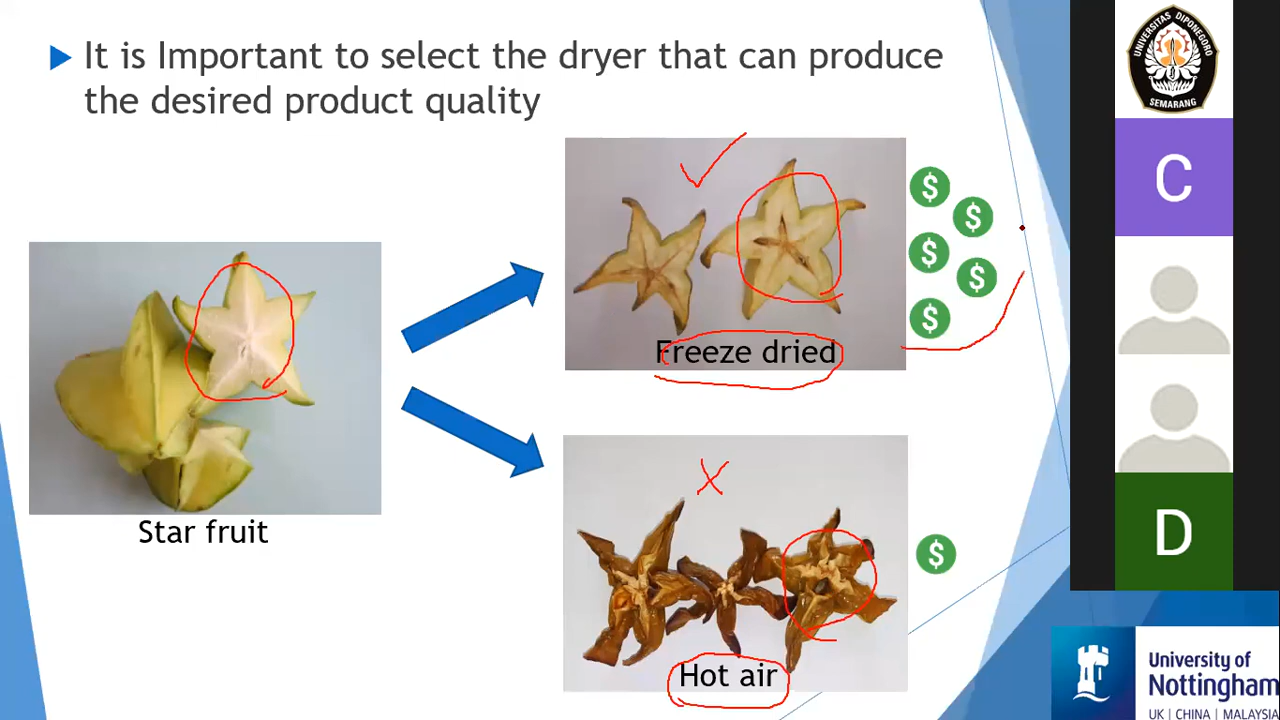 It is Important to select the dryer that can produce
the desired product quality
UNIVERSITAS DIPONEGORO
SEMARANG
C
$
$
$
$
$
Freeze dried
Star fruit
$
D
Hot air
University of
Nottingham
UK | CHINA | MALAYSIA